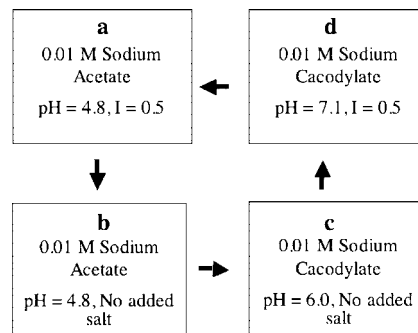 a
0.01 M Sodium
Acetate
pH = 4.8, I = 0.5
d
0.01 M Sodium
Cacodylate
pH = 7.1, I = 0.5
b
0.01 M Sodium
Acetate
pH = 4.8, No added
salt
c
0.01 M Sodium
Cacodylate
pH = 6.0, No added
salt